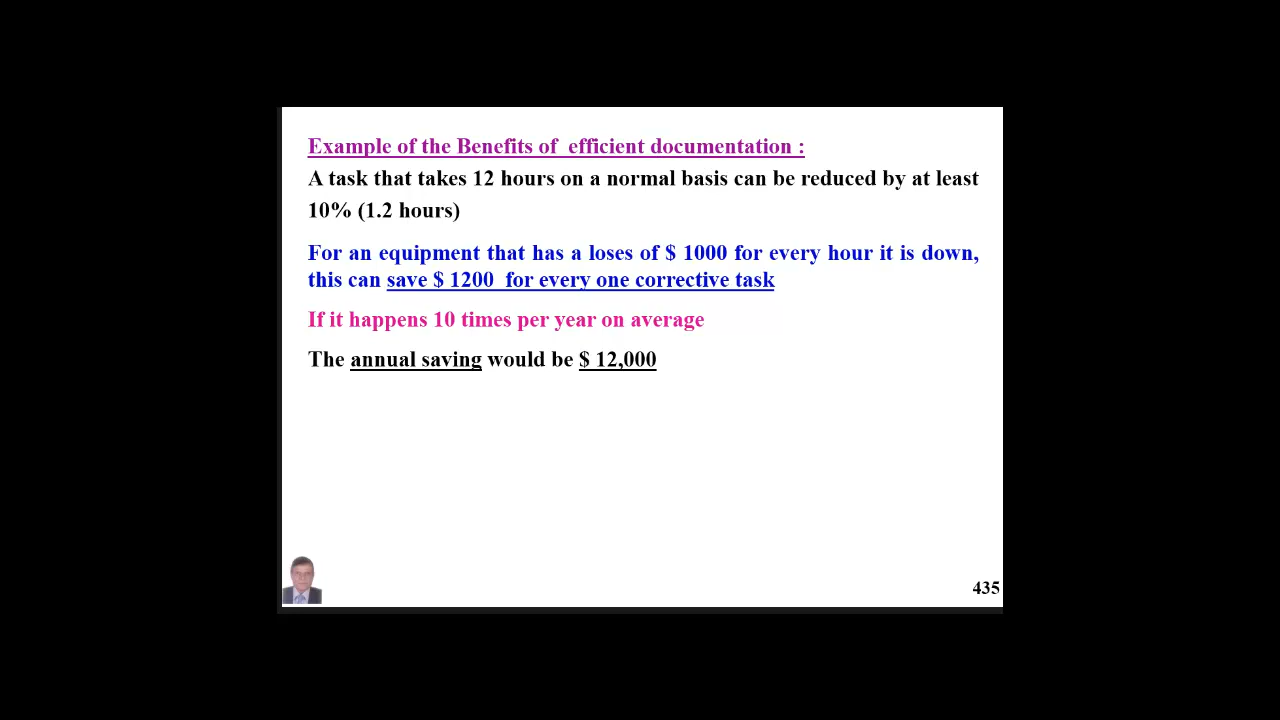 Example of the Benefits of  efficient documentation :
A task that takes 12 hours on a normal basis can be reduced by at least
10% (1.2 hours)
For an equipment that has a loses of $ 1000 for every hour it is down,
this can save $ 1200  for every one corrective task
If it happens 10 times per year on average
The annual saving would be $ 12,000
435